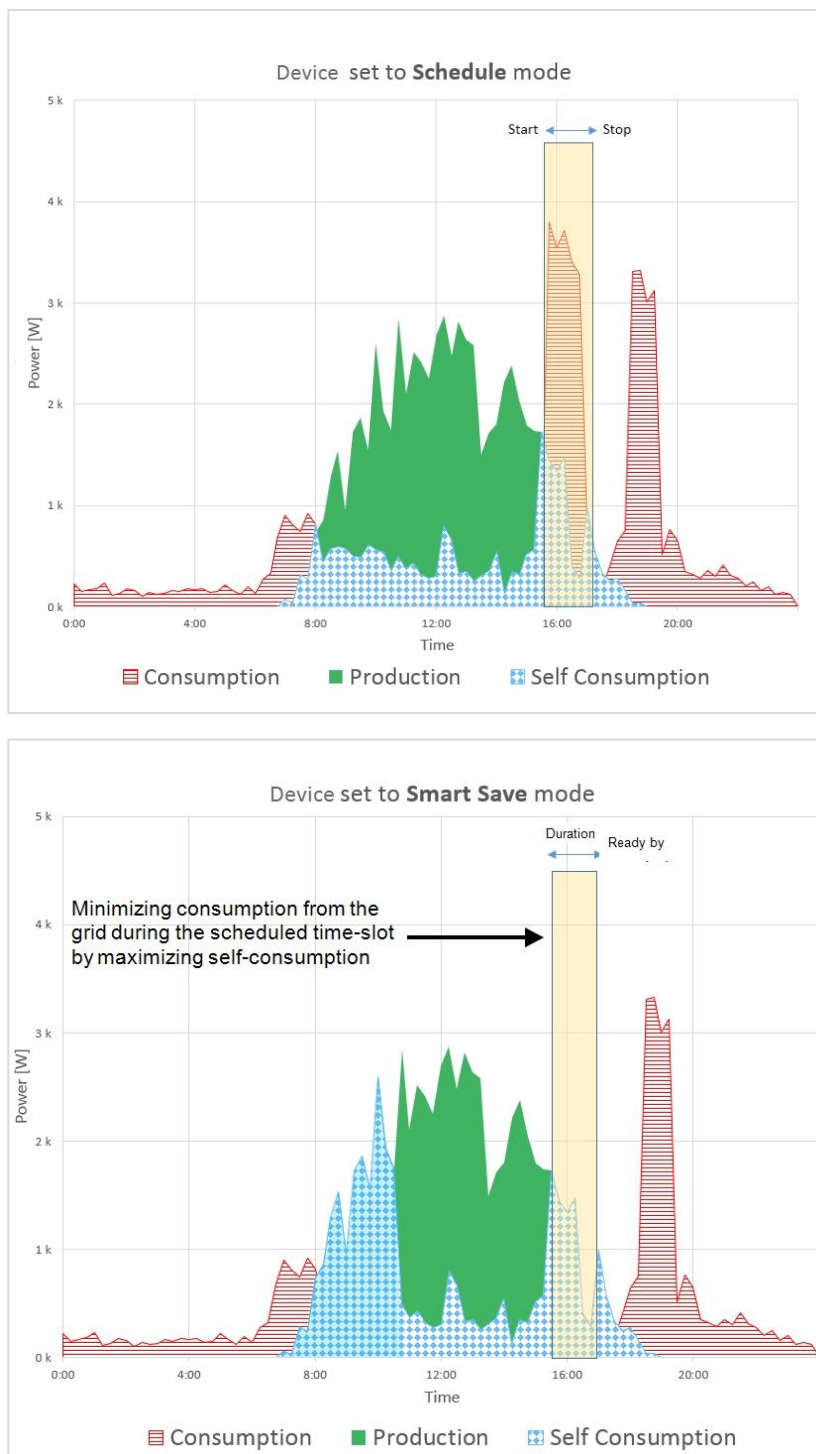 Device set to Schedule mode
5 k
Start
Stop
4 k
3 k
Power [W]
2 k
1 k
0 k
0:00 4:00 8:00 12:00 16:00 20:00
Time
Consumption Production Self Consumption
Device set to Smart Save mode
5 k
Duration
Ready by
Minimizing consumption from the
grid during the scheduled time-slot
by maximizing self-consumption
4 k
3 k
Power [W]
2 k
1 k
0 k
0:00 4:00 8:00 12:00 16:00 20:00
Time
Consumption Production Self Consumption